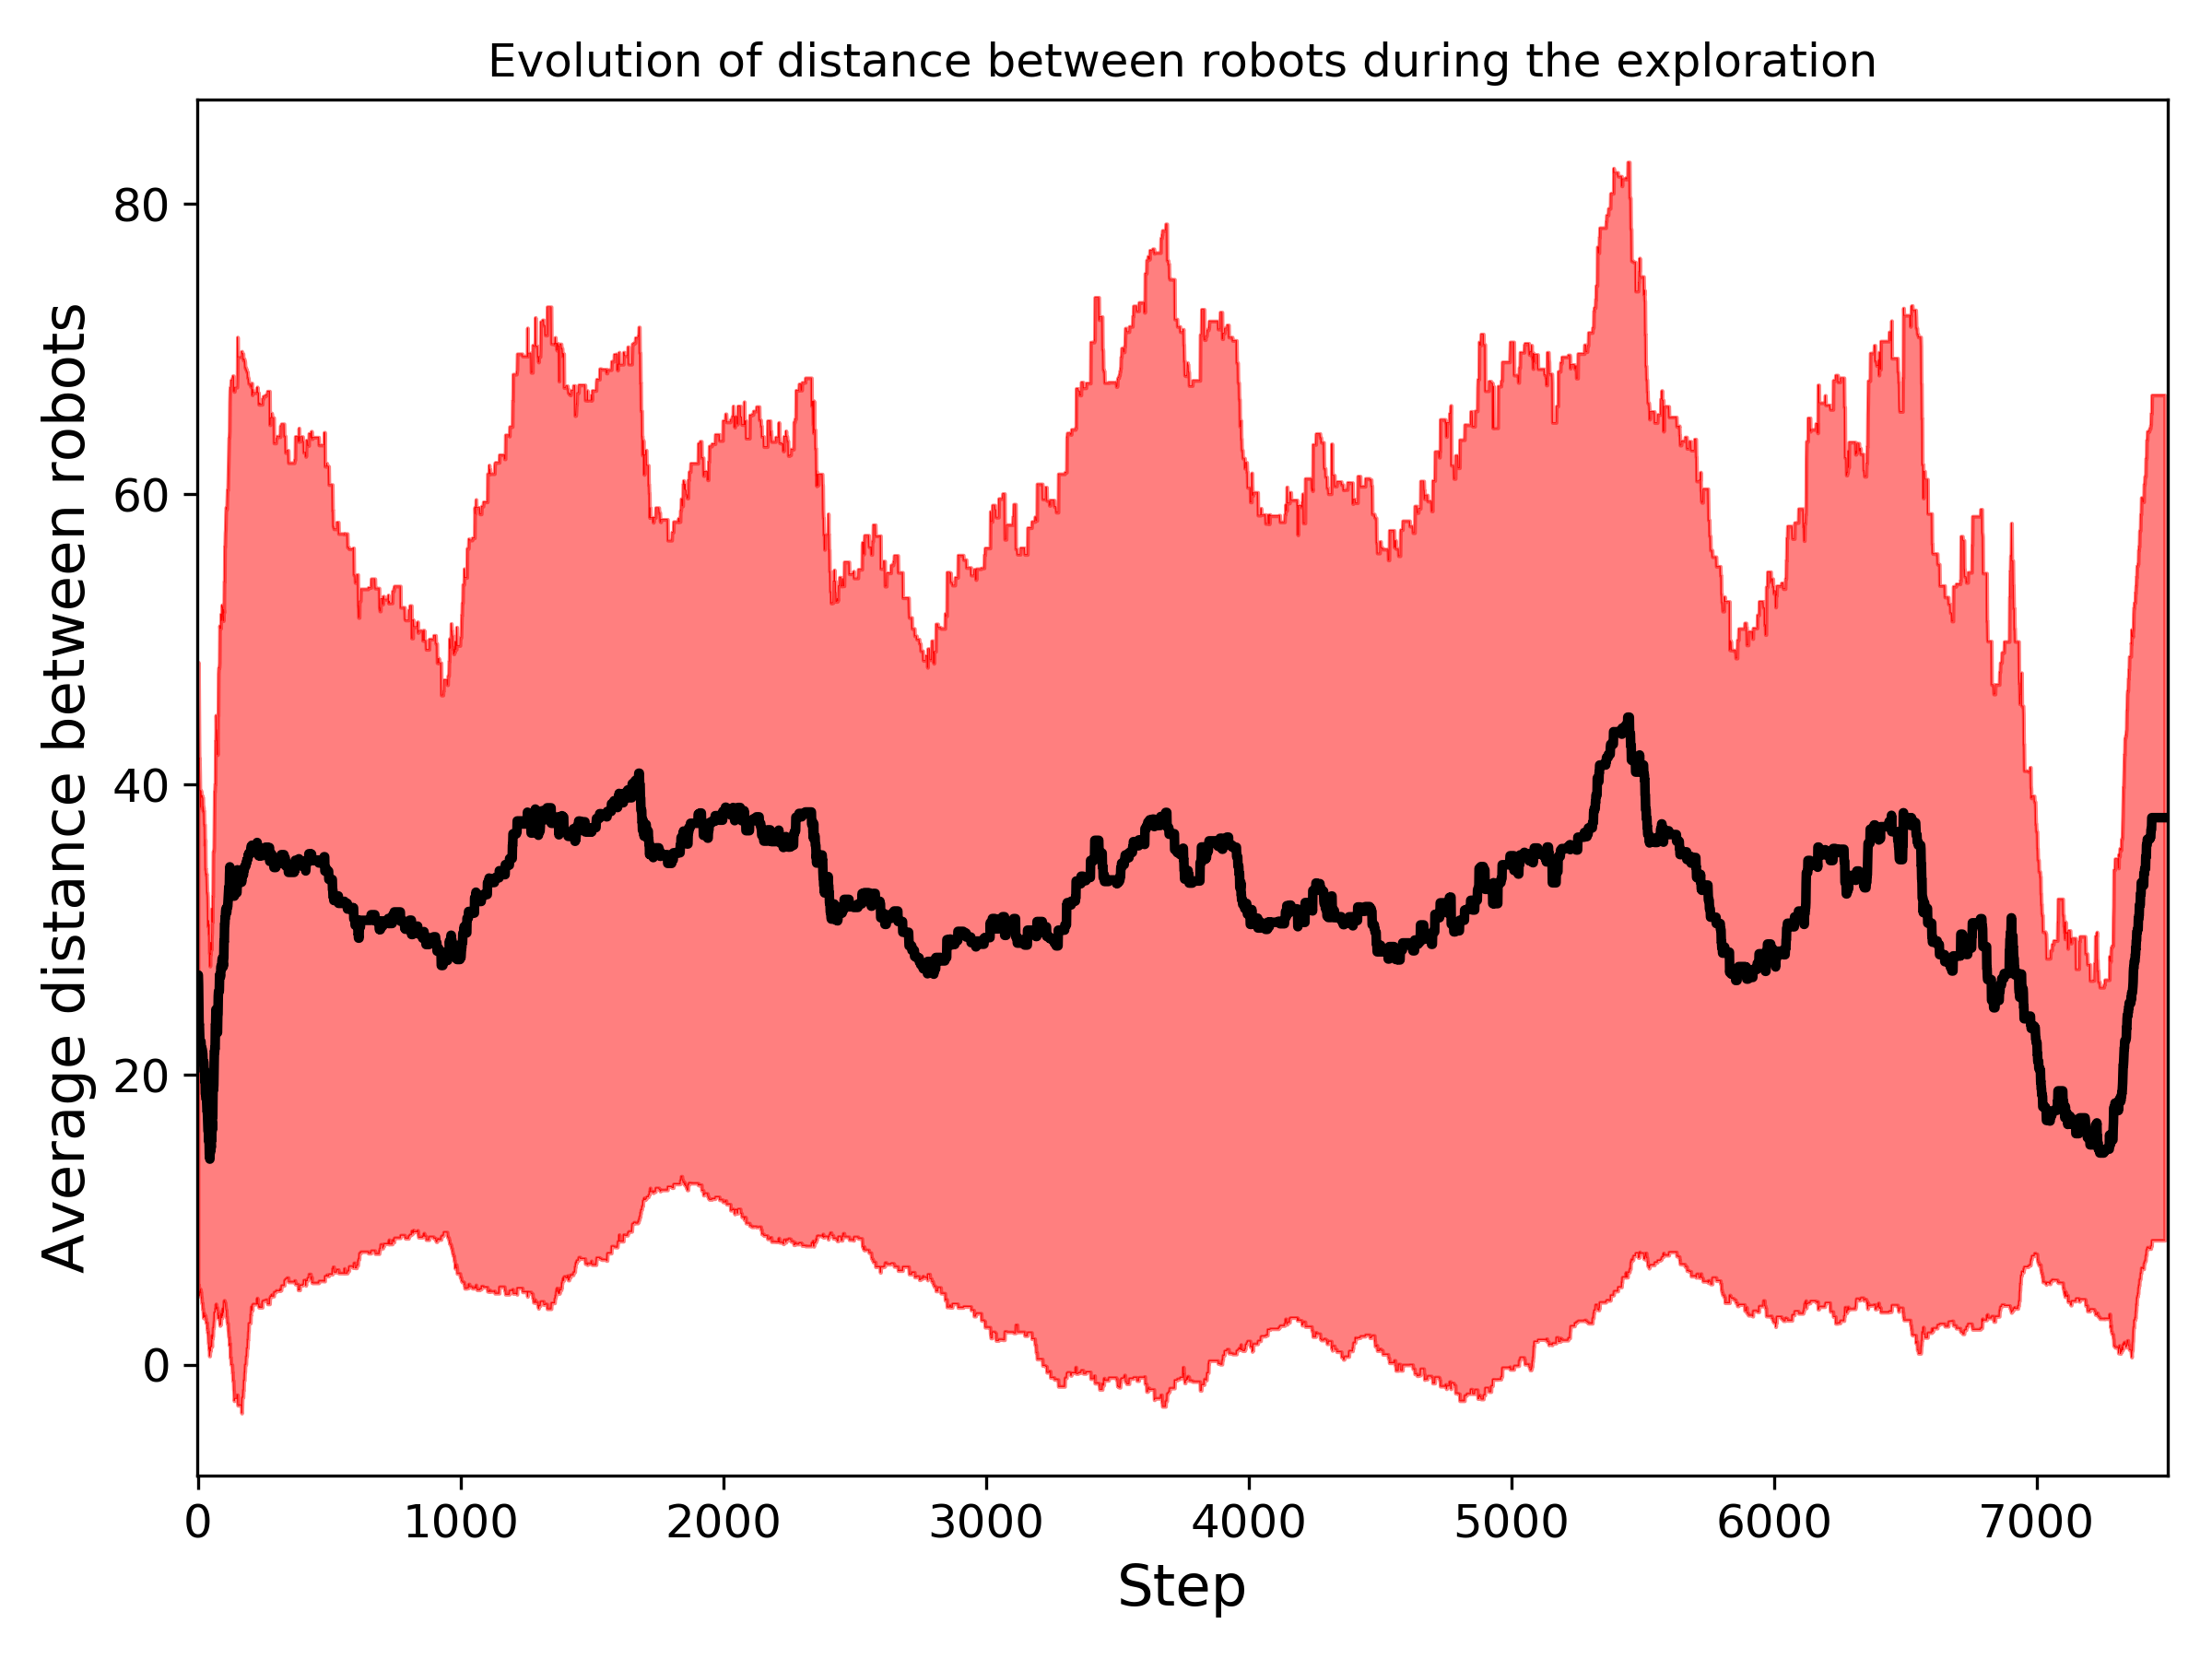 Evolution of distance between robots during the exploration
Average distance between robots
80
60
40
20
0
0 1000 2000 3000 4000 5000 6000 7000
Step